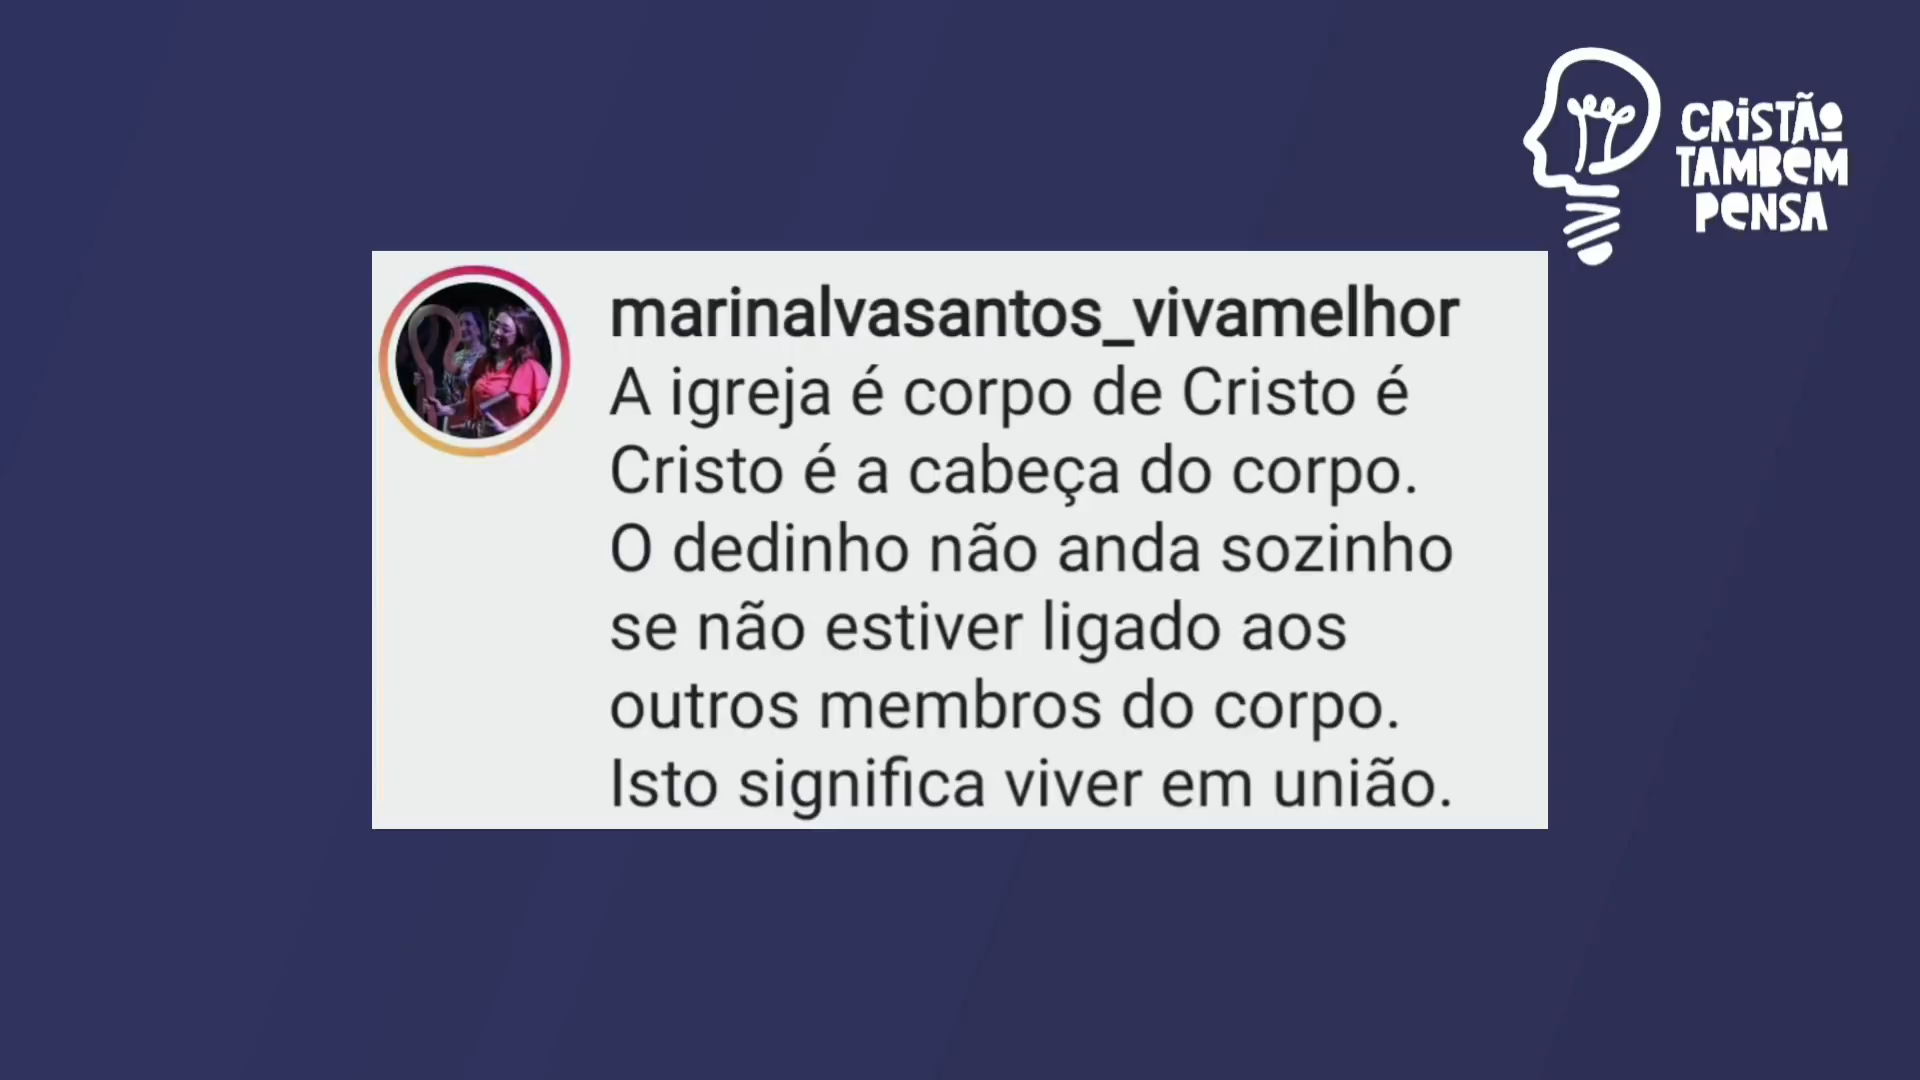 CRiSTÃO
TAMBÉM
PeNSA
marinalvasantos_vivamelhor
A igreja é corpo de Cristo é
Cristo é a cabeça do corpo.
O dedinho não anda sozinho
se não estiver ligado aos
outros membros do corpo.
Isto significa viver em união.